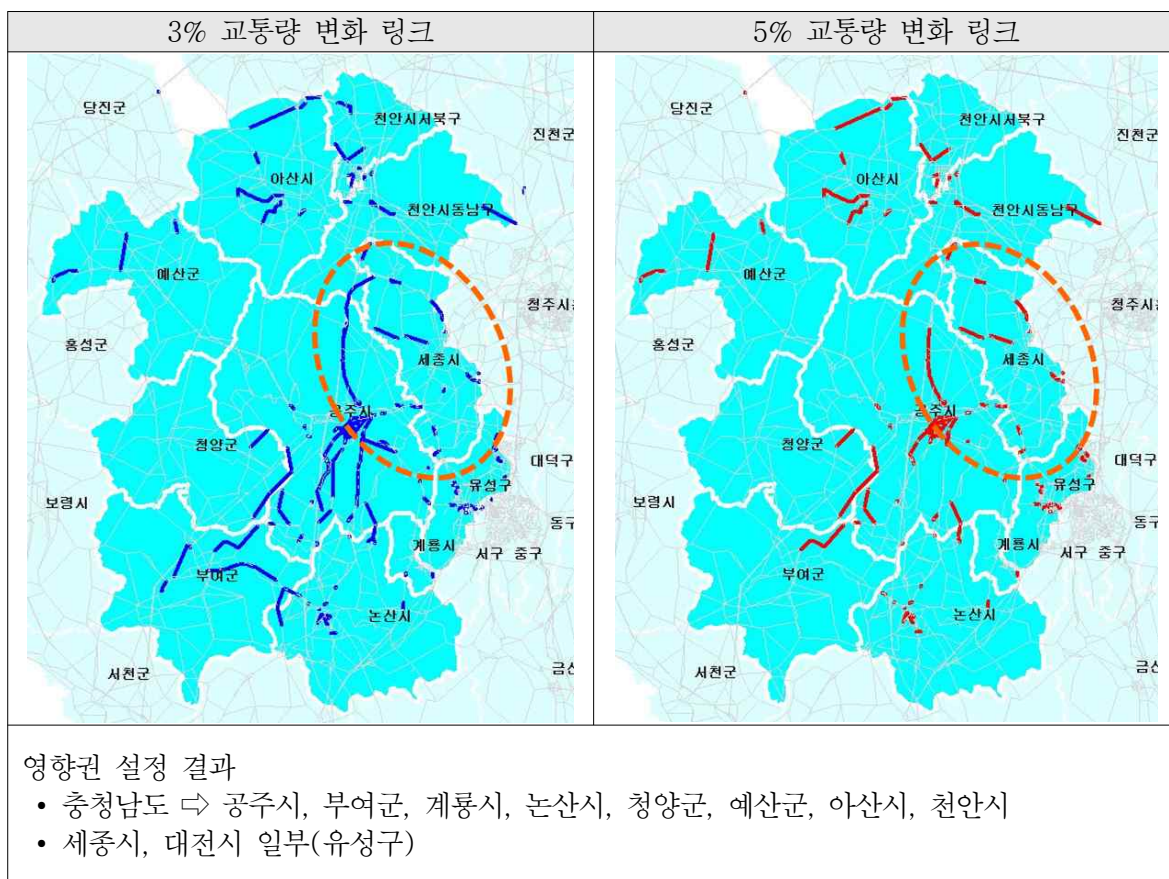 3% 교통량 변화 링크
5% 교통량 변화 링크
당진군
천안시서북구
진천군
아산시
천안시동남구
예산군
청주시
홍성군
세종시
공주시
청양군
대덕구
유성구
보령시
동구
계룡시
서구 중구
부여군
논산시
서천군
금산
당진군
천안시서북구
진천군
아산시
천안시동남구
예산군
청주시
홍성군
세종시
공주시
청양군
대덕구
유성구
보령시
동구
계룡시
서구 중구
부여군
논산시
서천군
금산
영향권 설정 결과
• 충청남도 ⇨ 공주시, 부여군, 계룡시, 논산시, 청양군, 예산군, 아산시, 천안시
• 세종시, 대전시 일부(유성구)